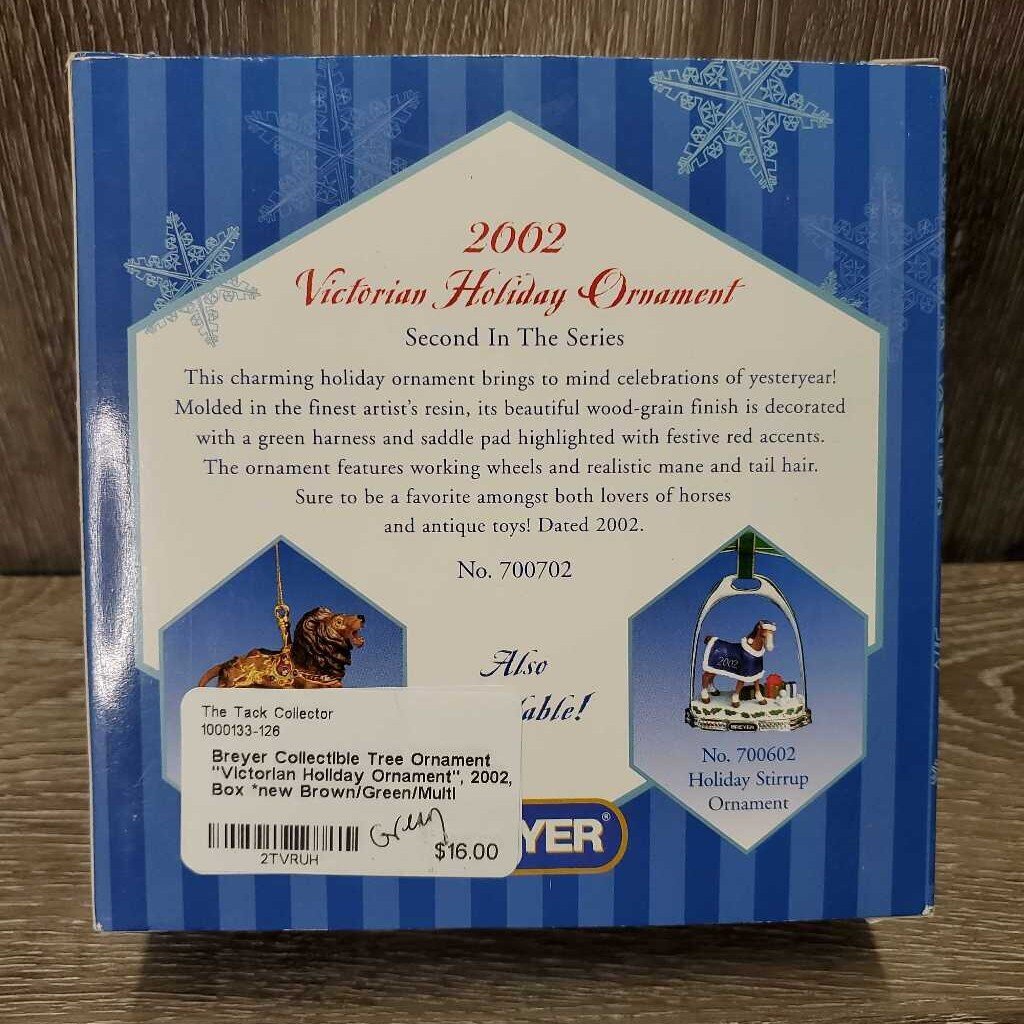 2002
Victorian Holiday Ornament
Second In The Series
This charming holiday ornament brings to mind celebrations of yesteryear!
Molded in the finest artist's resin, its beautiful wood-grain finish is decorated
with a green harness and saddle pad highlighted with festive red accents.
The ornament features working wheels and realistic mane and tail hair.
Sure to be a favorite amongst both lovers of horses
and antique toys! Dated 2002.
No. 700702
Also
lable!
2002
BREYER
No. 700602
Holiday Stirrup
Ornament
The Tack Collector
1000133-126
Breyer Collectible Tree Ornament
"Victorian Holiday Ornament", 2002,
Box *new Brown/Green/Multi
Green
2TVRUH
$16.00
YER®